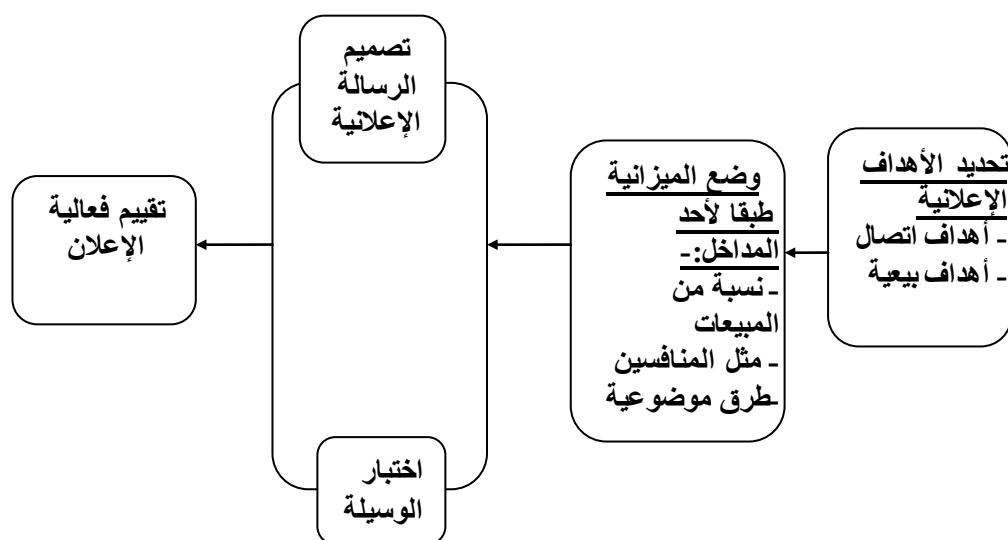 تحديد الأهداف
الإعلانية
- أهداف اتصال
- أهداف بيعية
وضع الميزانية
طبقا لأحد
المداخل:-
- نسبة من
المبيعات
- مثل المنافسين
-طرق موضوعية
تصميم
الرسالة
الإعلانية
اختبار
الوسيلة
تقييم فعالية
الإعلان